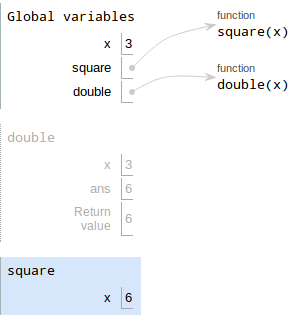 Global variables
x 3
square
double
function
square(x)
function
double(x)
double
x 3
ans 6
Return
value 6
square
x 6